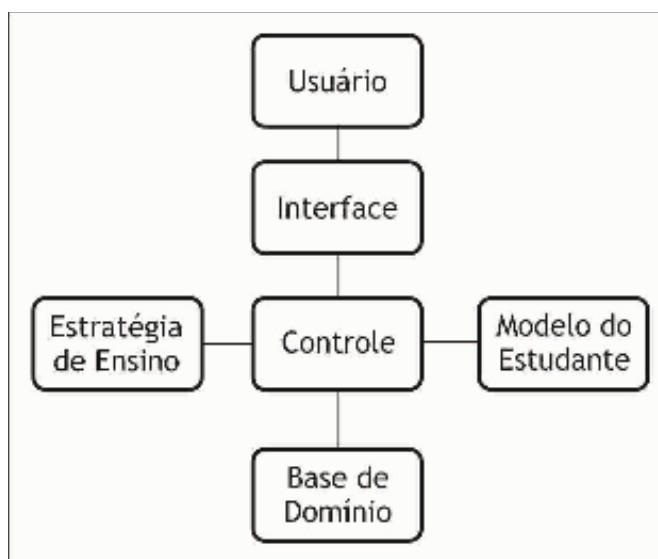 Usuário
Interface
Estratégia
de Ensino
Controle
Modelo do
Estudante
Base de
Domínio